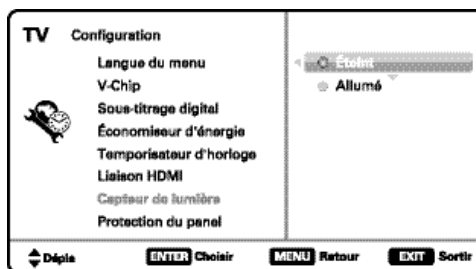 TV Configuration
Langue du menu
Éteint
V-Chip
Allumé
Sous-titrage digital
Économiseur d'énergie
Temporisateur d'horloge
Liaison HDMI
Capteur de lumière
Protection du panel
Dépla ENTER Choisir MENU Retour EXIT Sortir